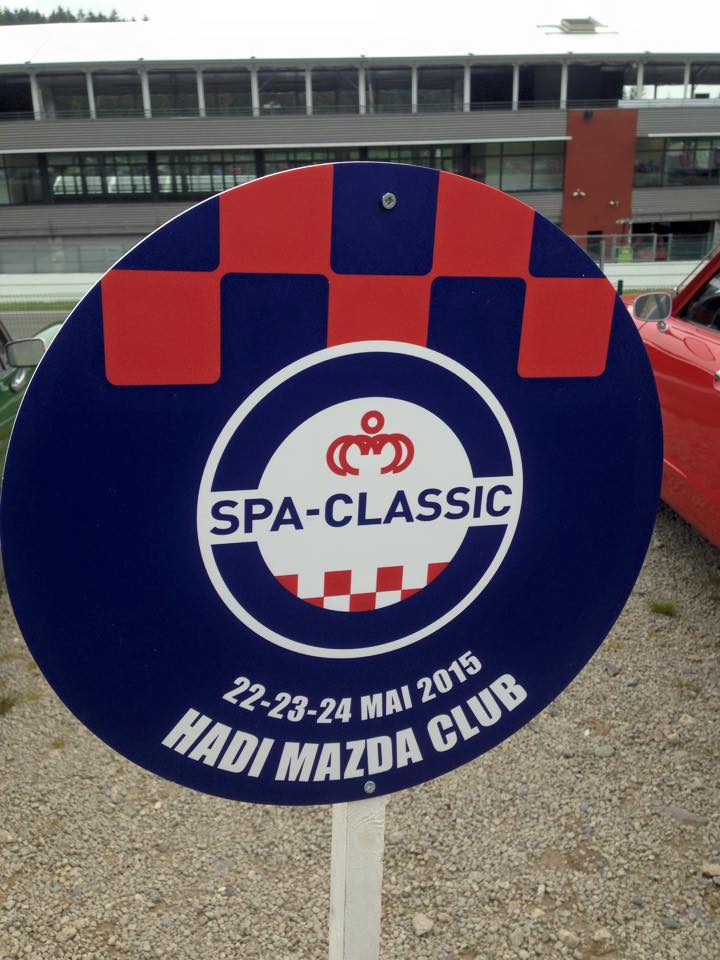 SPA-CLASSIC
22-23-24 MAI 2015
HADI MAZDA CLUB